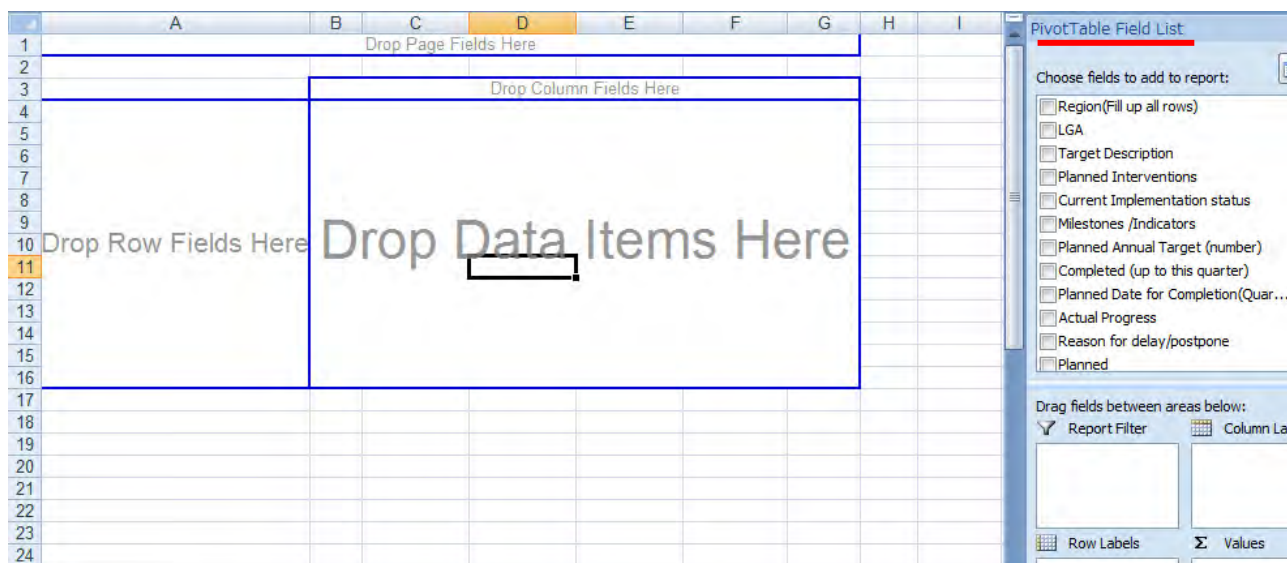 A B C D E F G H I
PivotTable Field List
1 Drop Page Fields Here
2
3 Drop Column Fields Here
4
5
6
7
8
9
10 Drop Row Fields Here Drop Data Items Here
11
12
13
14
15
16
17
18
19
20
21
22
23
24
Choose fields to add to report:
Region(Fill up all rows)
LGA
Target Description
Planned Interventions
Current Implementation status
Milestones /Indicators
Planned Annual Target (number)
Completed (up to this quarter)
Planned Date for Completion(Quar...
Actual Progress
Reason for delay/postpone
Planned
Drag fields between areas below:
Report Filter Column La
Row Labels Σ Values